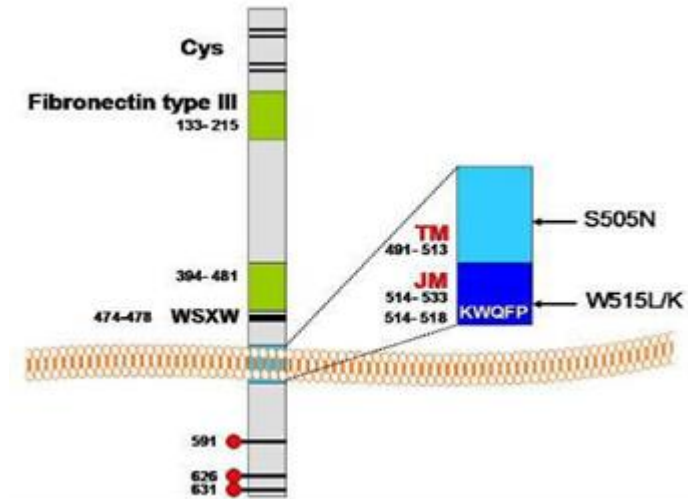 Cys
Fibronectin type III
133-215
394-481
474-478 WSXW
591
626
631
TM
491-513
JM
514-533
514-518
KWQFP
S505N
W515L/K